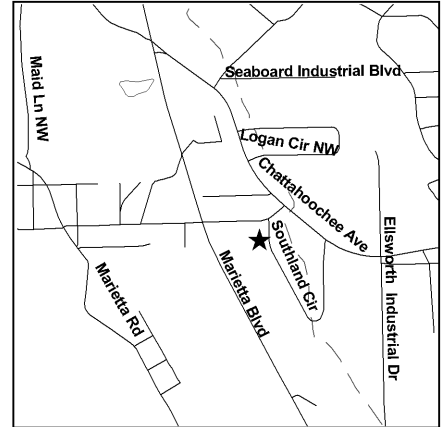 Maid Ln NW
Seaboard Industrial Blvd
Logan Cir NW
Chattahoochee Ave
Southland Cir
Ellsworth Industrial Dr
Marietta Blvd
Marietta Rd